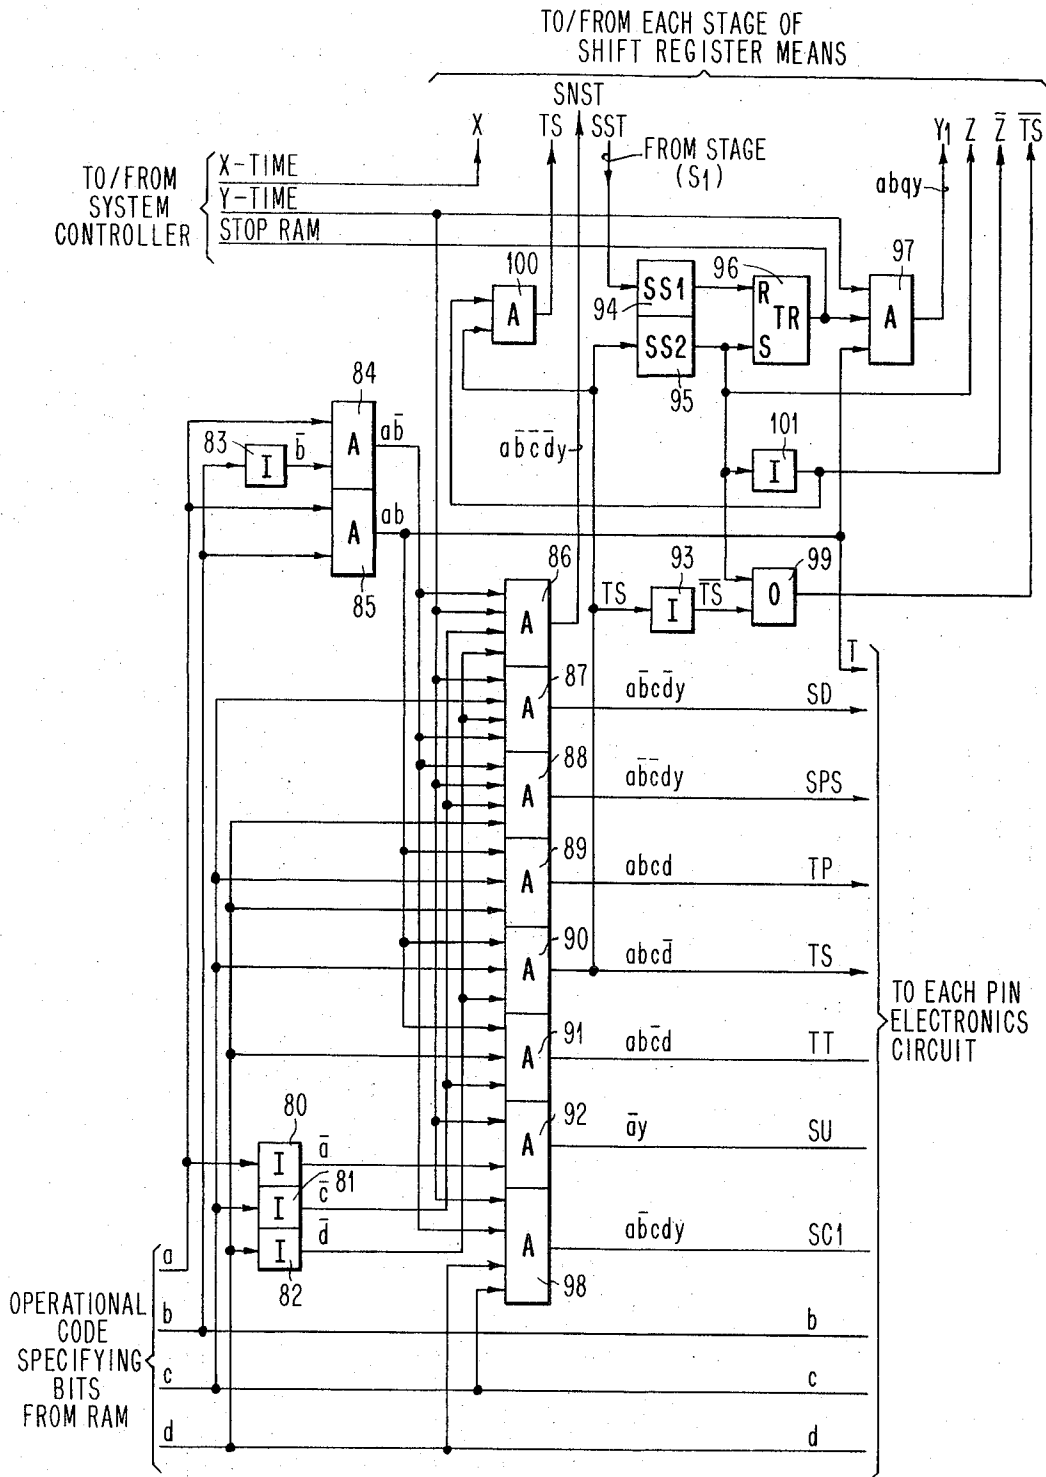 TO/FROM EACH STAGE OF
SHIFT REGISTER MEANS
SNST
X TS SST Y1 Z Z̅ T̅S̅
FROM STAGE
(S1)
abqy
TO/FROM
SYSTEM
CONTROLLER
X-TIME
Y-TIME
STOP RAM
100
A
SS1
94
SS2
95
96
R
TR
S
97
A
84
83
I
b̅
A
ab̅
A
ab
85
ab̅c̅d̅y
101
I
86
A
TS
93
I
T̅S̅
99
O
T
87
A
ab̅cd̅y
SD
88
A
ab̅c̅dy
SPS
89
A
abcd
TP
90
A
abcd̅
TS
91
A
abc̅d
TT
92
A
a̅y
SU
98
A
ab̅cdy
SC1
TO EACH PIN
ELECTRONICS
CIRCUIT
80
I
a̅
81
I
c̅
I
d̅
82
OPERATIONAL
CODE
SPECIFYING
BITS
FROM RAM
a
b b
c c
d d